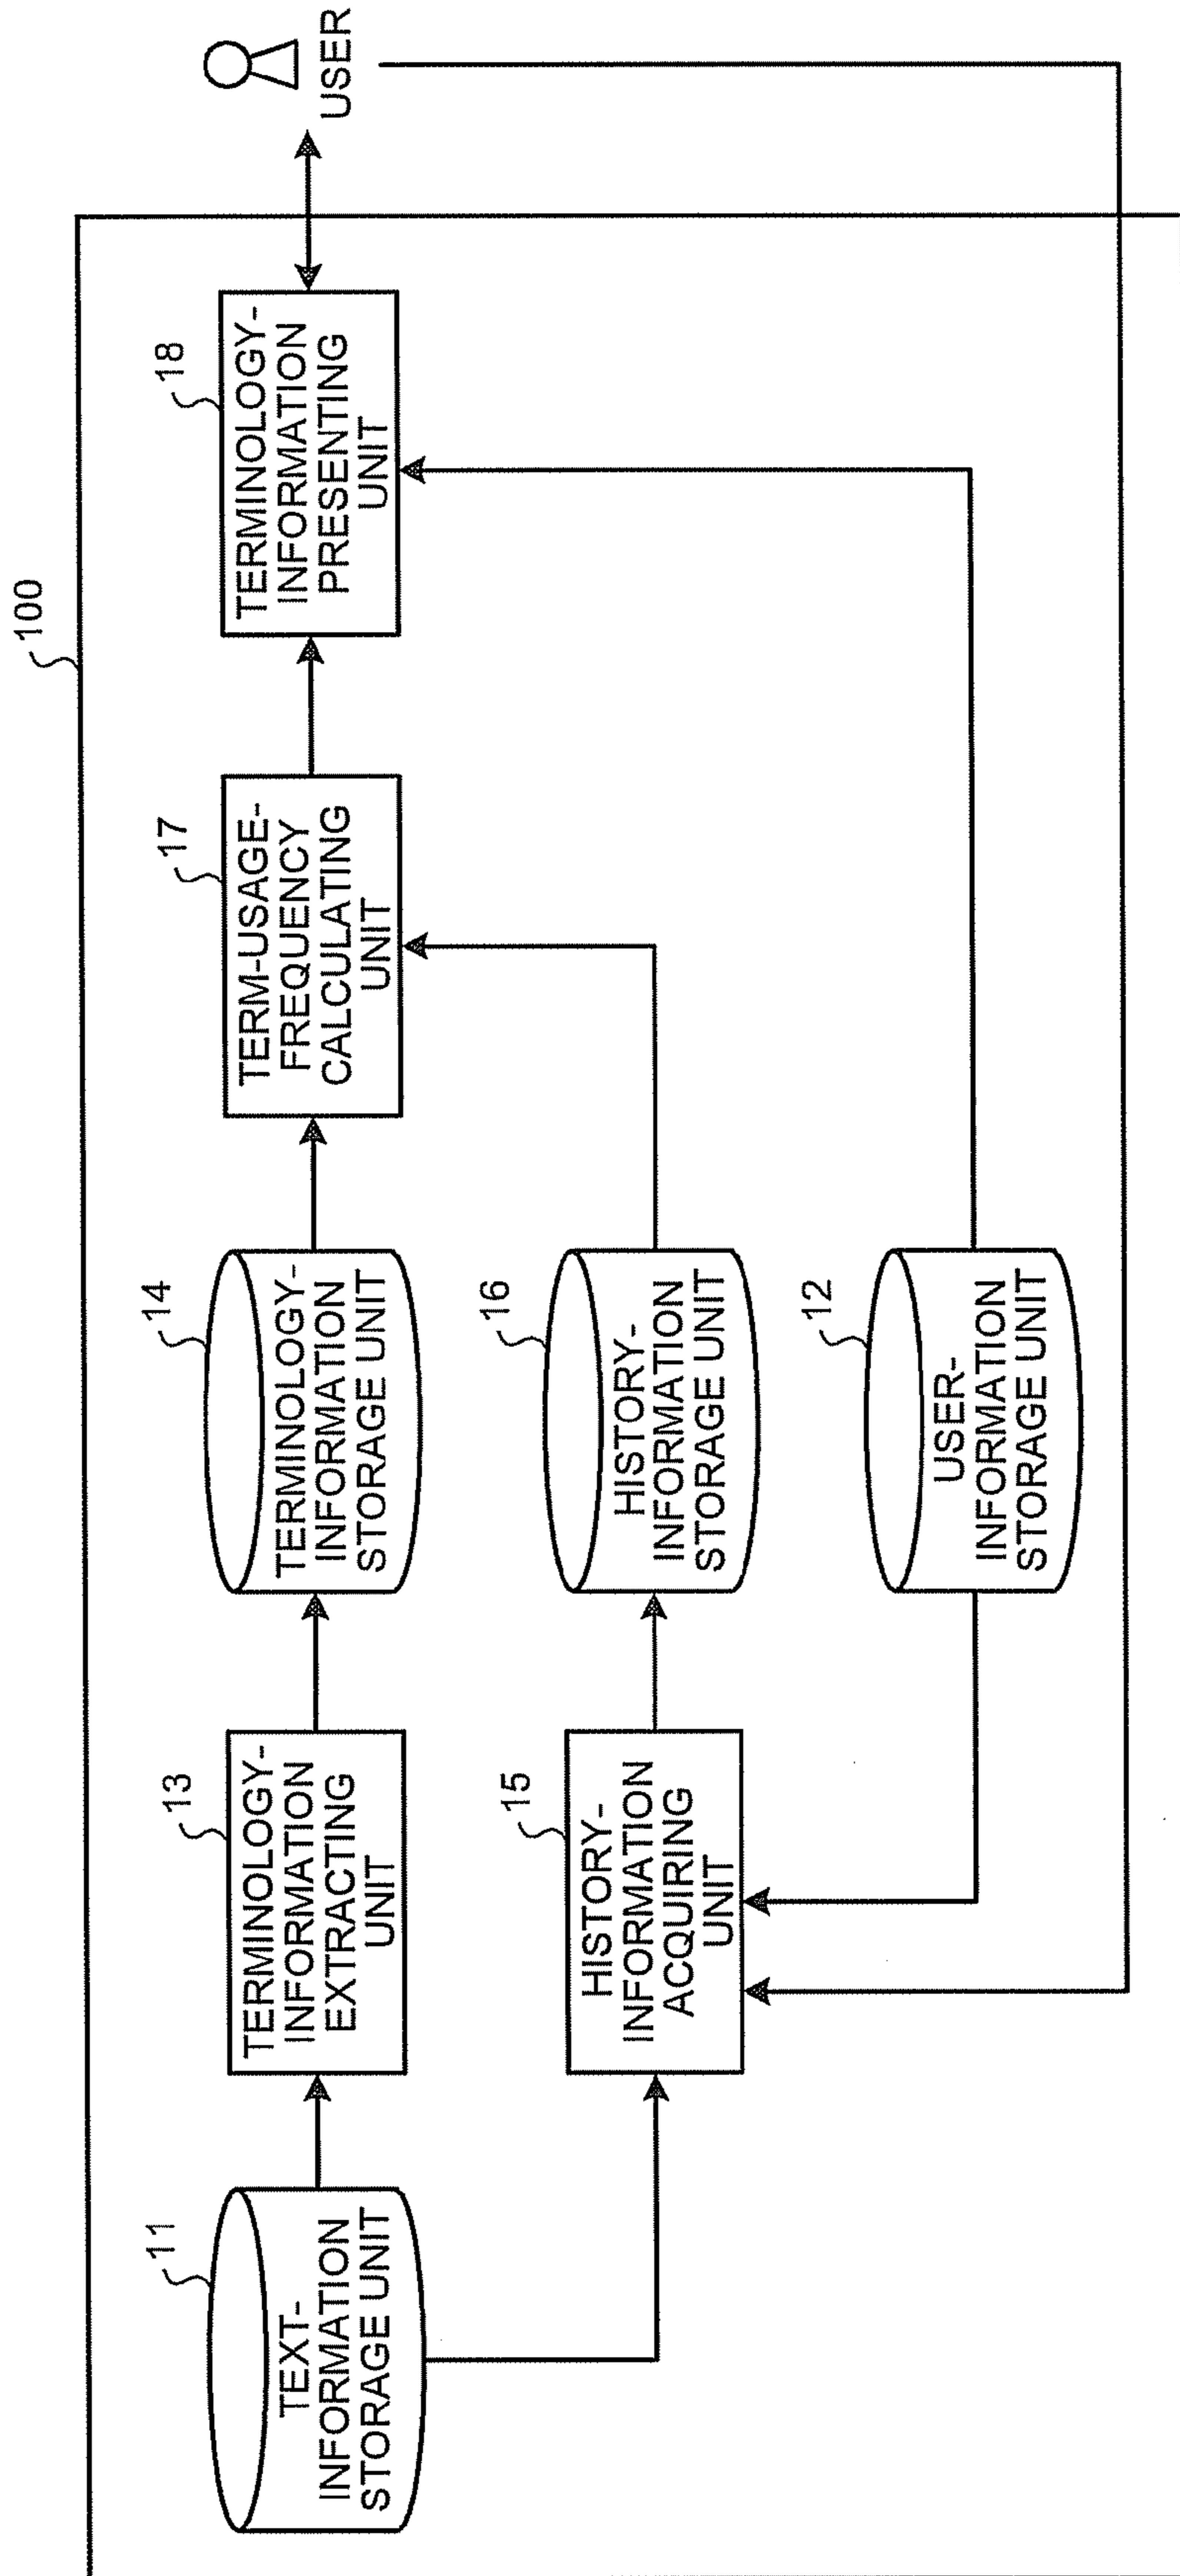 100
11
TEXT-
INFORMATION
STORAGE UNIT
13
TERMINOLOGY-
INFORMATION
EXTRACTING
UNIT
14
TERMINOLOGY-
INFORMATION
STORAGE UNIT
17
TERM-USAGE-
FREQUENCY
CALCULATING
UNIT
18
TERMINOLOGY-
INFORMATION
PRESENTING
UNIT
USER
15
HISTORY-
INFORMATION
ACQUIRING
UNIT
16
HISTORY-
INFORMATION
STORAGE UNIT
12
USER-
INFORMATION
STORAGE UNIT